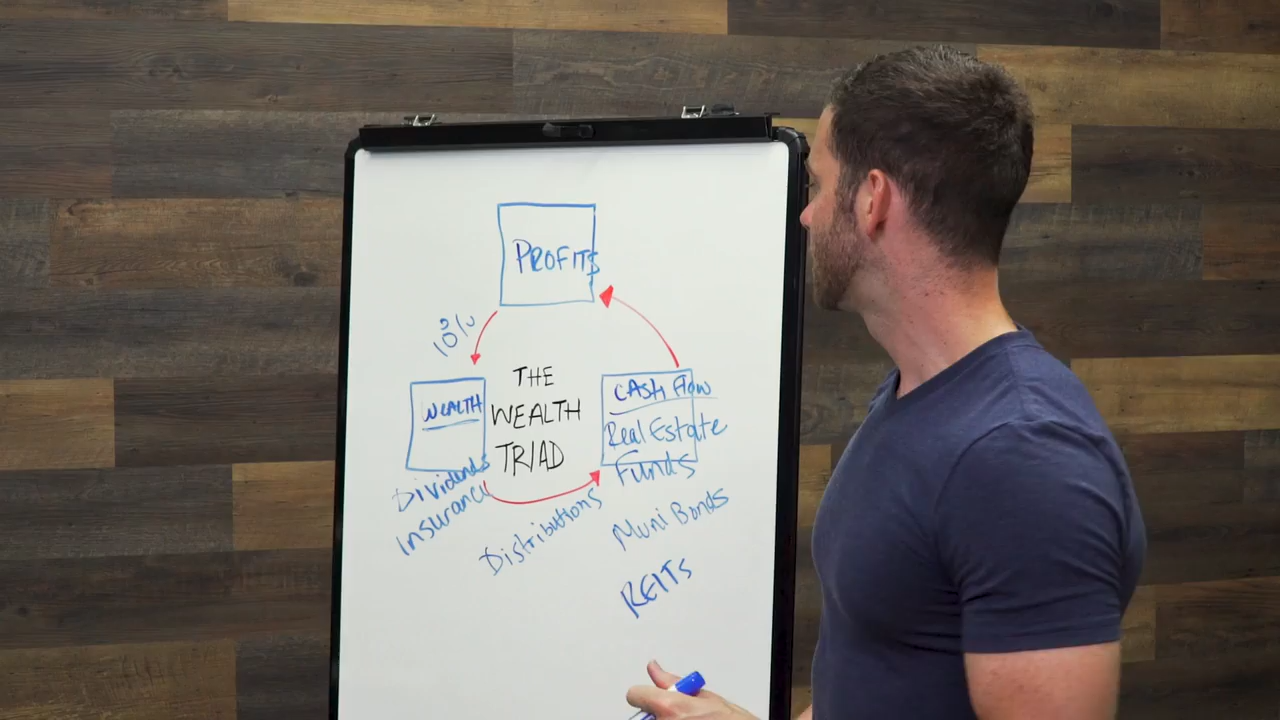 PROFITS
10%
THE
WEALTH
TRIAD
WEALTH
Dividends
Insurance
Distributions
CASH Flow
Real Estate
Funds
Muni Bonds
REITs